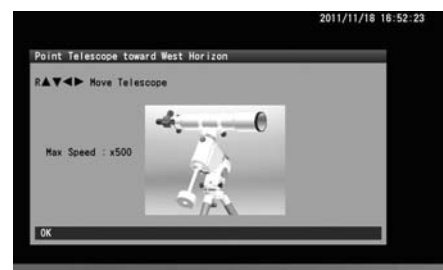 2011/11/18 16:52:23
Point Telescope toward West Horizon
R▲▼◀▶ Move Telescope
Max Speed : x500
OK